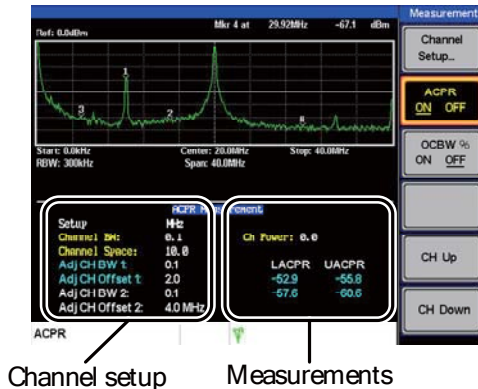 Measurement
Mkr 4 at 29.92MHz -67.1 dBm
Ref: 0.0dBm
Channel Setup...
1
ACPR
ON OFF
3
2
OCBW %
ON OFF
Start: 0.0kHz Center: 20.0MHz Stop: 40.0MHz
RBW: 300kHz Span: 40.0MHz
ACPR Measurement
Setup MHz
Channel BW: 0.1 Ch Power: 0.0
Channel Space: 10.0
Adj CH BW 1: 0.1 LACPR UACPR
Adj CH Offset 1: 2.0 -52.9 -55.8
Adj CH BW 2: 0.1 -57.6 -60.6
Adj CH Offset 2: 4.0 MHz
CH Up
CH Down
ACPR
Channel setup Measurements